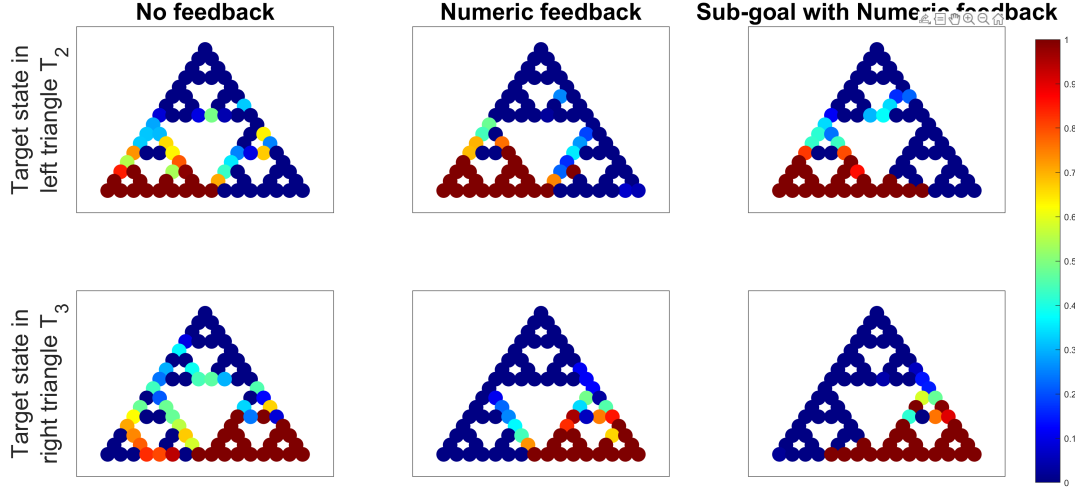 No feedback
Numeric feedback
Sub-goal with Numeric feedback
Target state in
left triangle T2
Target state in
right triangle T3
1
0.9
0.8
0.7
0.6
0.5
0.4
0.3
0.2
0.1
0